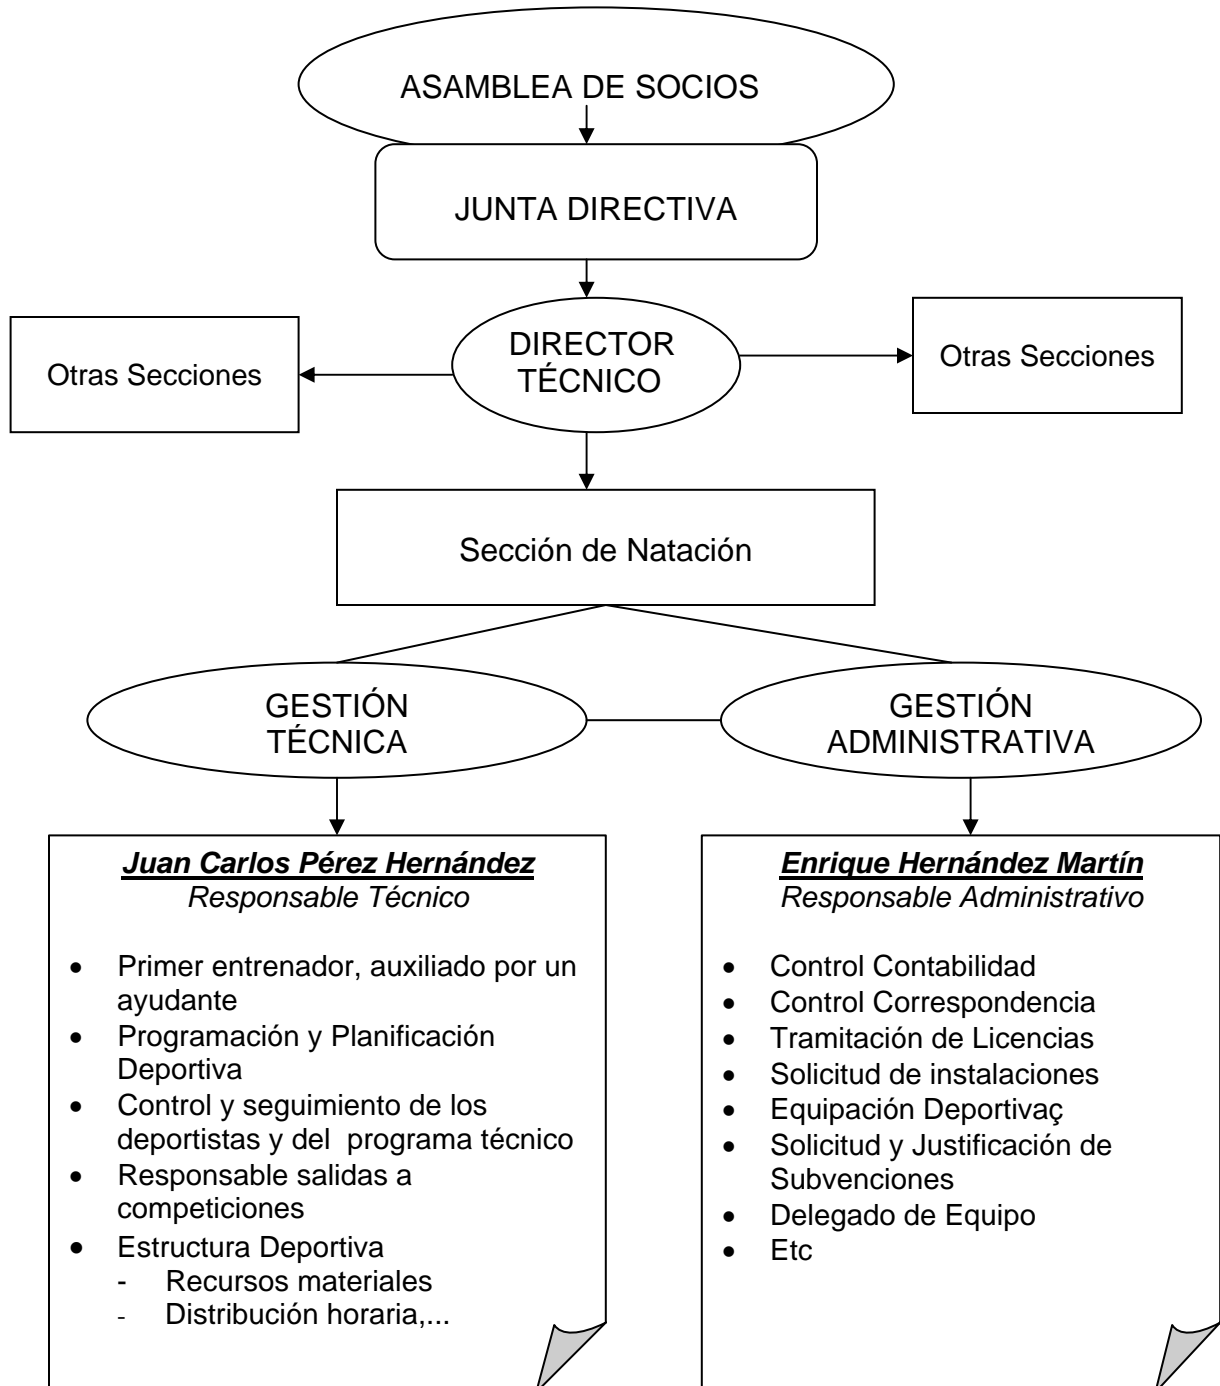 ASAMBLEA DE SOCIOS
JUNTA DIRECTIVA
DIRECTOR
TÉCNICO
Otras Secciones
Otras Secciones
Sección de Natación
GESTIÓN
TÉCNICA
GESTIÓN
ADMINISTRATIVA
Juan Carlos Pérez Hernández
Responsable Técnico
• Primer entrenador, auxiliado por un
ayudante
• Programación y Planificación
Deportiva
• Control y seguimiento de los
deportistas y del programa técnico
• Responsable salidas a
competiciones
• Estructura Deportiva
- Recursos materiales
- Distribución horaria,...
Enrique Hernández Martín
Responsable Administrativo
• Control Contabilidad
• Control Correspondencia
• Tramitación de Licencias
• Solicitud de instalaciones
• Equipación Deportivaç
• Solicitud y Justificación de
Subvenciones
• Delegado de Equipo
• Etc